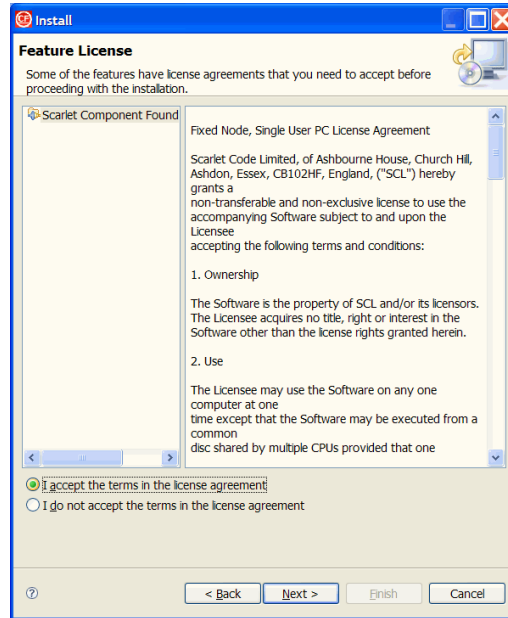 Install
Feature License
Some of the features have license agreements that you need to accept before
proceeding with the installation.
Scarlet Component Found
Fixed Node, Single User PC License Agreement
Scarlet Code Limited, of Ashbourne House, Church Hill,
Ashdon, Essex, CB102HF, England, ("SCL") hereby
grants a
non-transferable and non-exclusive license to use the
accompanying Software subject to and upon the
Licensee
accepting the following terms and conditions:
1. Ownership
The Software is the property of SCL and/or its licensors.
The Licensee acquires no title, right or interest in the
Software other than the license rights granted herein.
2. Use
The Licensee may use the Software on any one
computer at one
time except that the Software may be executed from a
common
disc shared by multiple CPUs provided that one
I accept the terms in the license agreement
I do not accept the terms in the license agreement
< Back Next > Finish Cancel